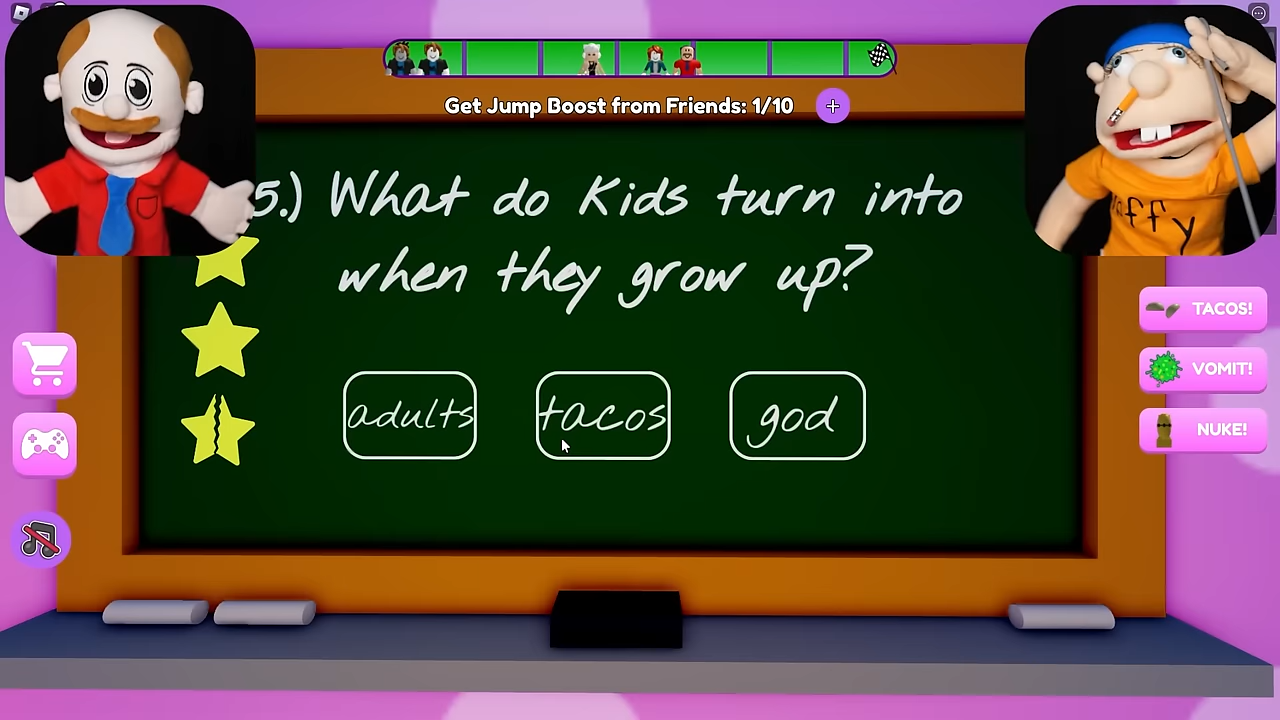 Get Jump Boost from Friends: 1/10
+
5.) What do Kids turn into
when they grow up?
adults
tacos
god
TACOS!
VOMIT!
NUKE!